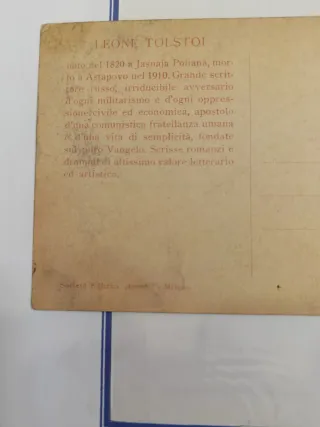 LEONE TOLSTOI
nato nel 1820 a Jasnaia Poliana, mor-
to a Astapovo nel 1910. Grande scrit-
tore russo, irriducibile avversario
d'ogni militarismo e d'ogni oppres-
sione civile ed economica, apostolo
d'una comunistica fratellanza umana
e d'una vita di semplicità, fondate
sul puro Vangelo. Scrisse romanzi e
drammi di altissimo valore letterario
ed artistico.